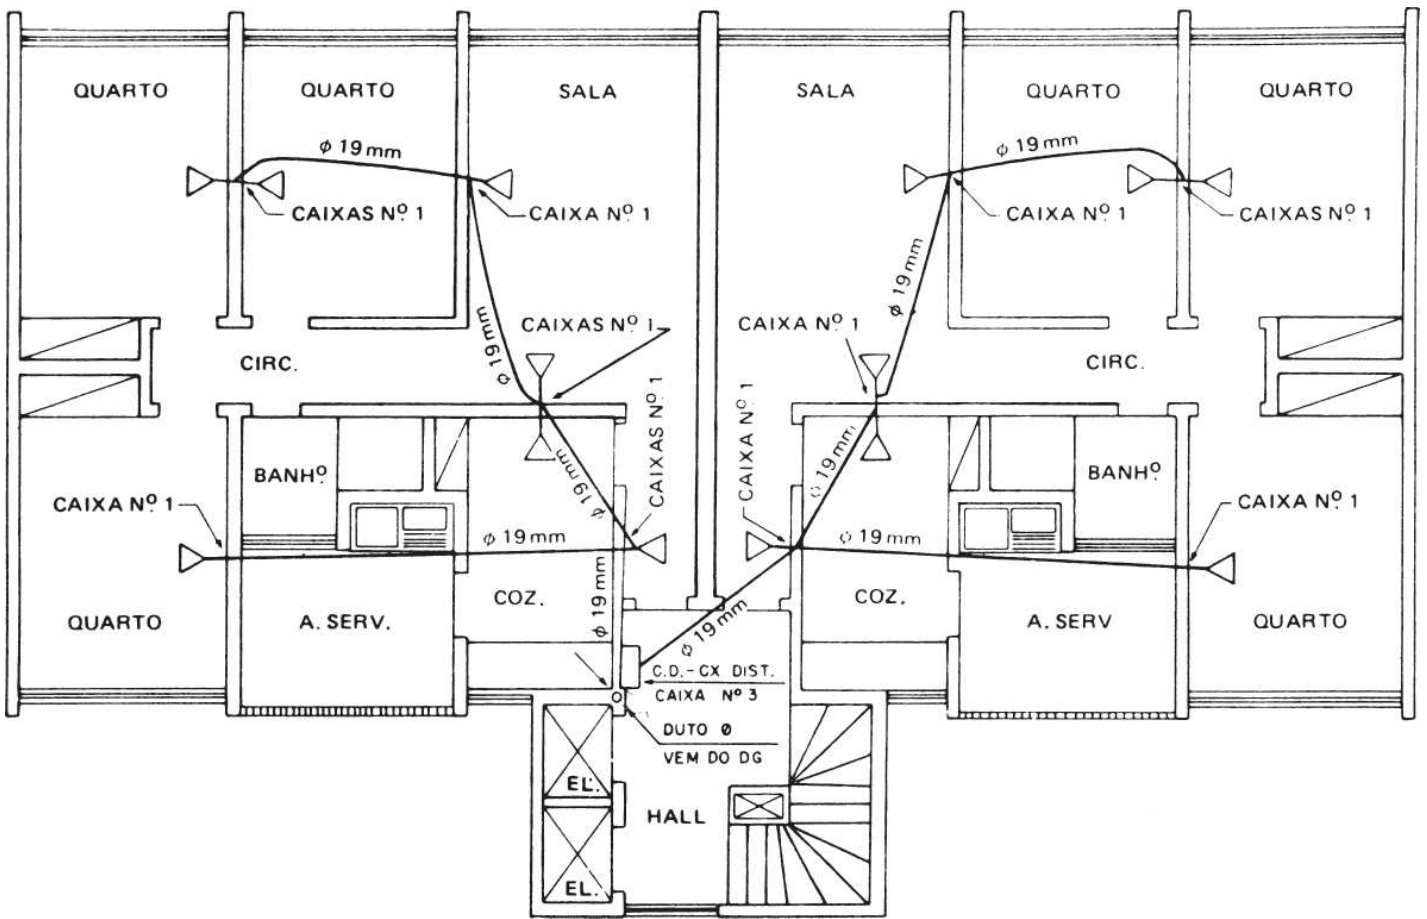 QUARTO QUARTO SALA SALA QUARTO QUARTO
ϕ 19 mm ϕ 19 mm
CAIXAS Nº 1 CAIXA Nº 1 CAIXA Nº 1 CAIXAS Nº 1
ϕ 19 mm
ϕ 19 mm
CAIXAS Nº 1 CAIXA Nº 1
CIRC. CIRC.
CAIXAS Nº 1
CAIXA Nº 1
ϕ 19 mm
ϕ 19 mm
BANHº BANHº
CAIXA Nº 1 CAIXA Nº 1
ϕ 19 mm ϕ 19 mm
ϕ 19 mm
ϕ 19 mm
QUARTO A. SERV. COZ. COZ. A. SERV QUARTO
C.D.-CX DIST.
CAIXA Nº 3
DUTO Ø
VEM DO DG
EL.
HALL
EL.